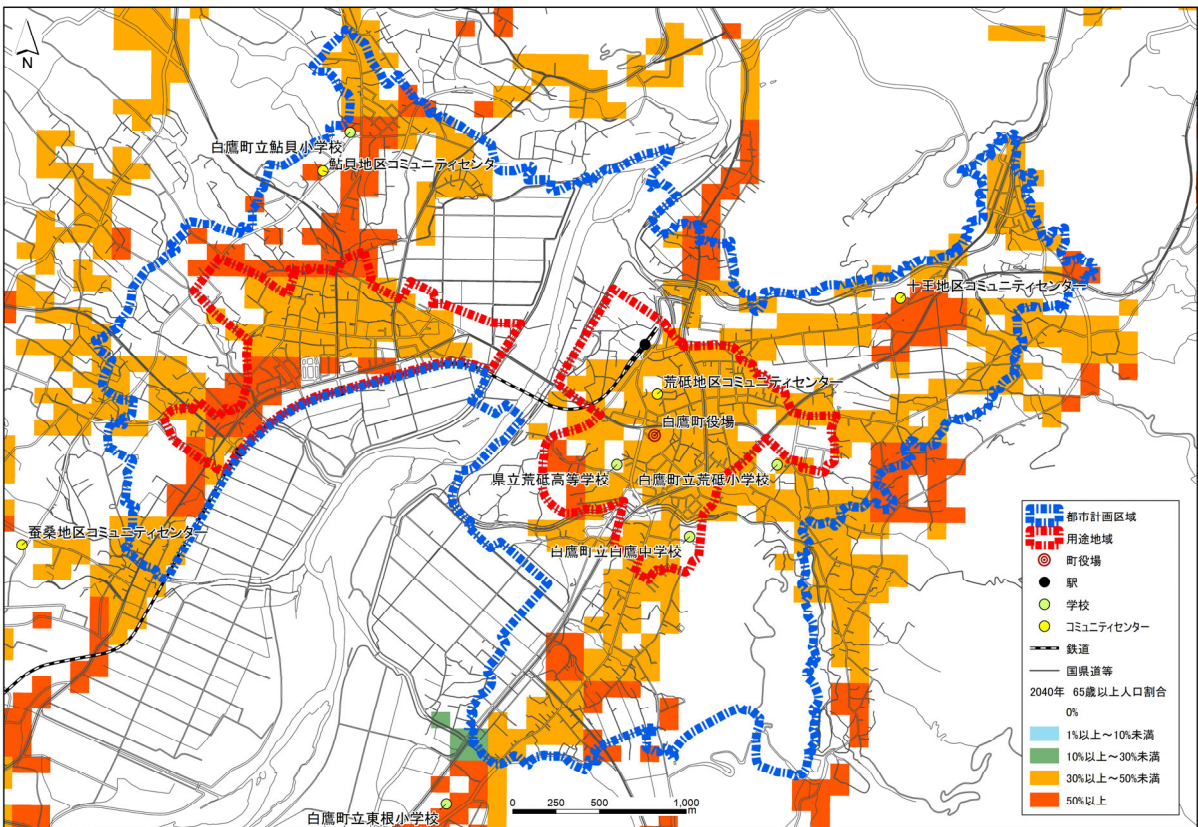 N
白鷹町立鮎貝小学校
鮎貝地区コミュニティセンタ
十王地区コミュニティセンター
荒砥地区コミュニティセンター
白鷹町役場
県立荒砥高等学校
白鷹町立荒砥小学校
蚕桑地区コミュニティセンター
白鷹町立白鷹中学校
白鷹町立東根小学校
0 250 500 1,000
m
都市計画区域
用途地域
町役場
駅
学校
コミュニティセンター
鉄道
国県道等
2040年 65歳以上人口割合
0%
1%以上～10%未満
10%以上～30%未満
30%以上～50%未満
50%以上